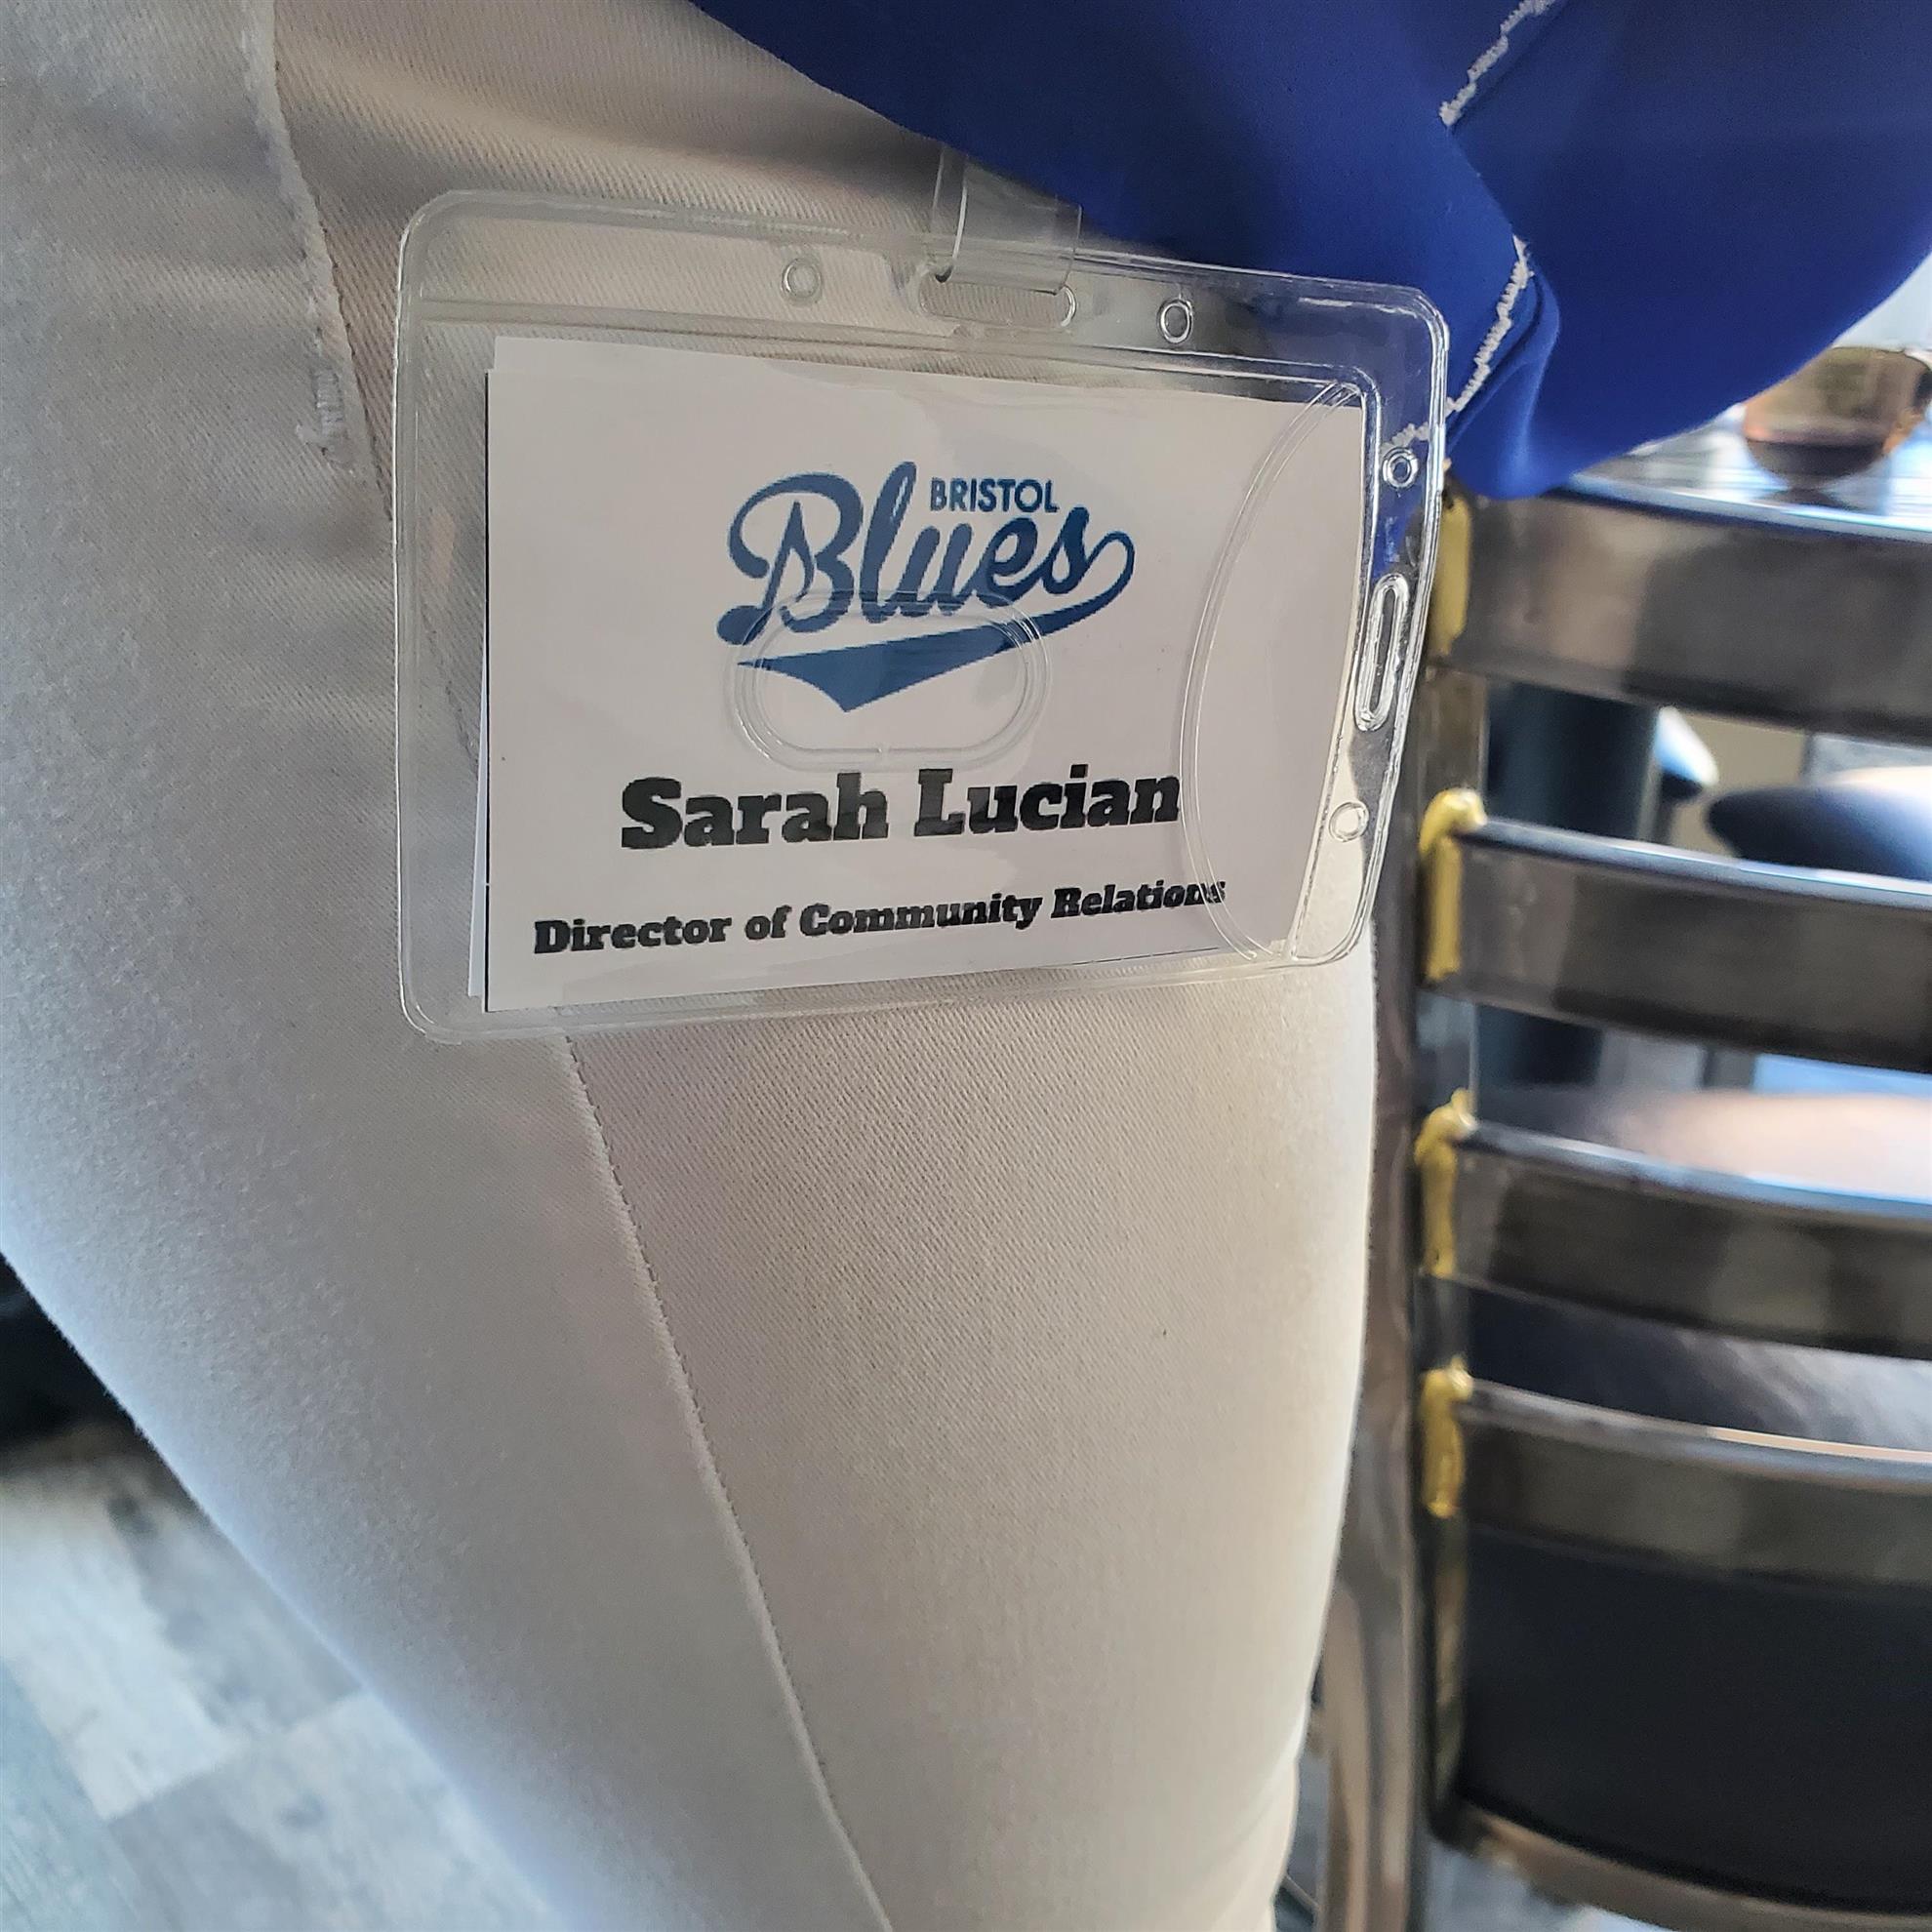 BRISTOL
Blues
Sarah Lucian
Director of Community Relations